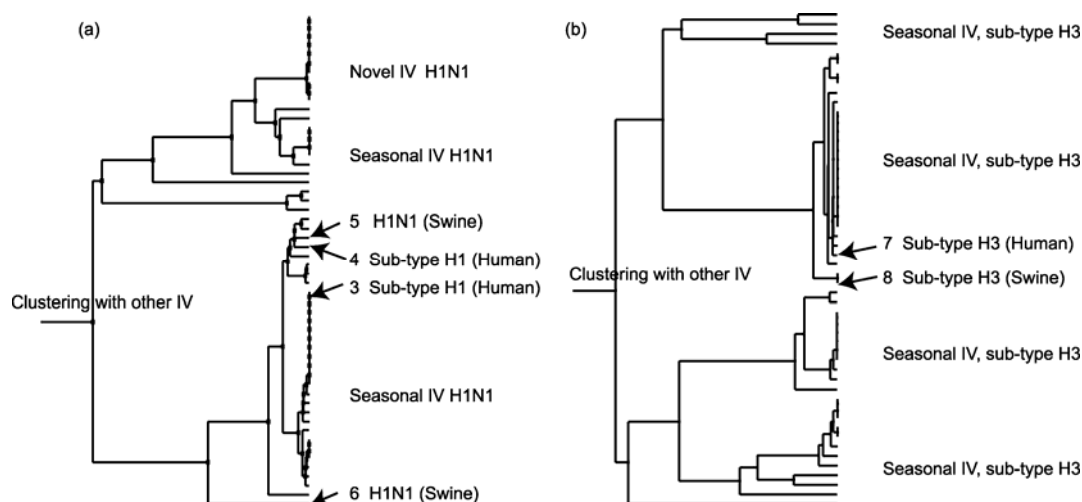 (a)
Novel IV H1N1
Seasonal IV H1N1
5 H1N1 (Swine)
4 Sub-type H1 (Human)
3 Sub-type H1 (Human)
Clustering with other IV
Seasonal IV H1N1
6 H1N1 (Swine)
(b)
Seasonal IV, sub-type H3
Seasonal IV, sub-type H3
7 Sub-type H3 (Human)
8 Sub-type H3 (Swine)
Clustering with other IV
Seasonal IV, sub-type H3
Seasonal IV, sub-type H3